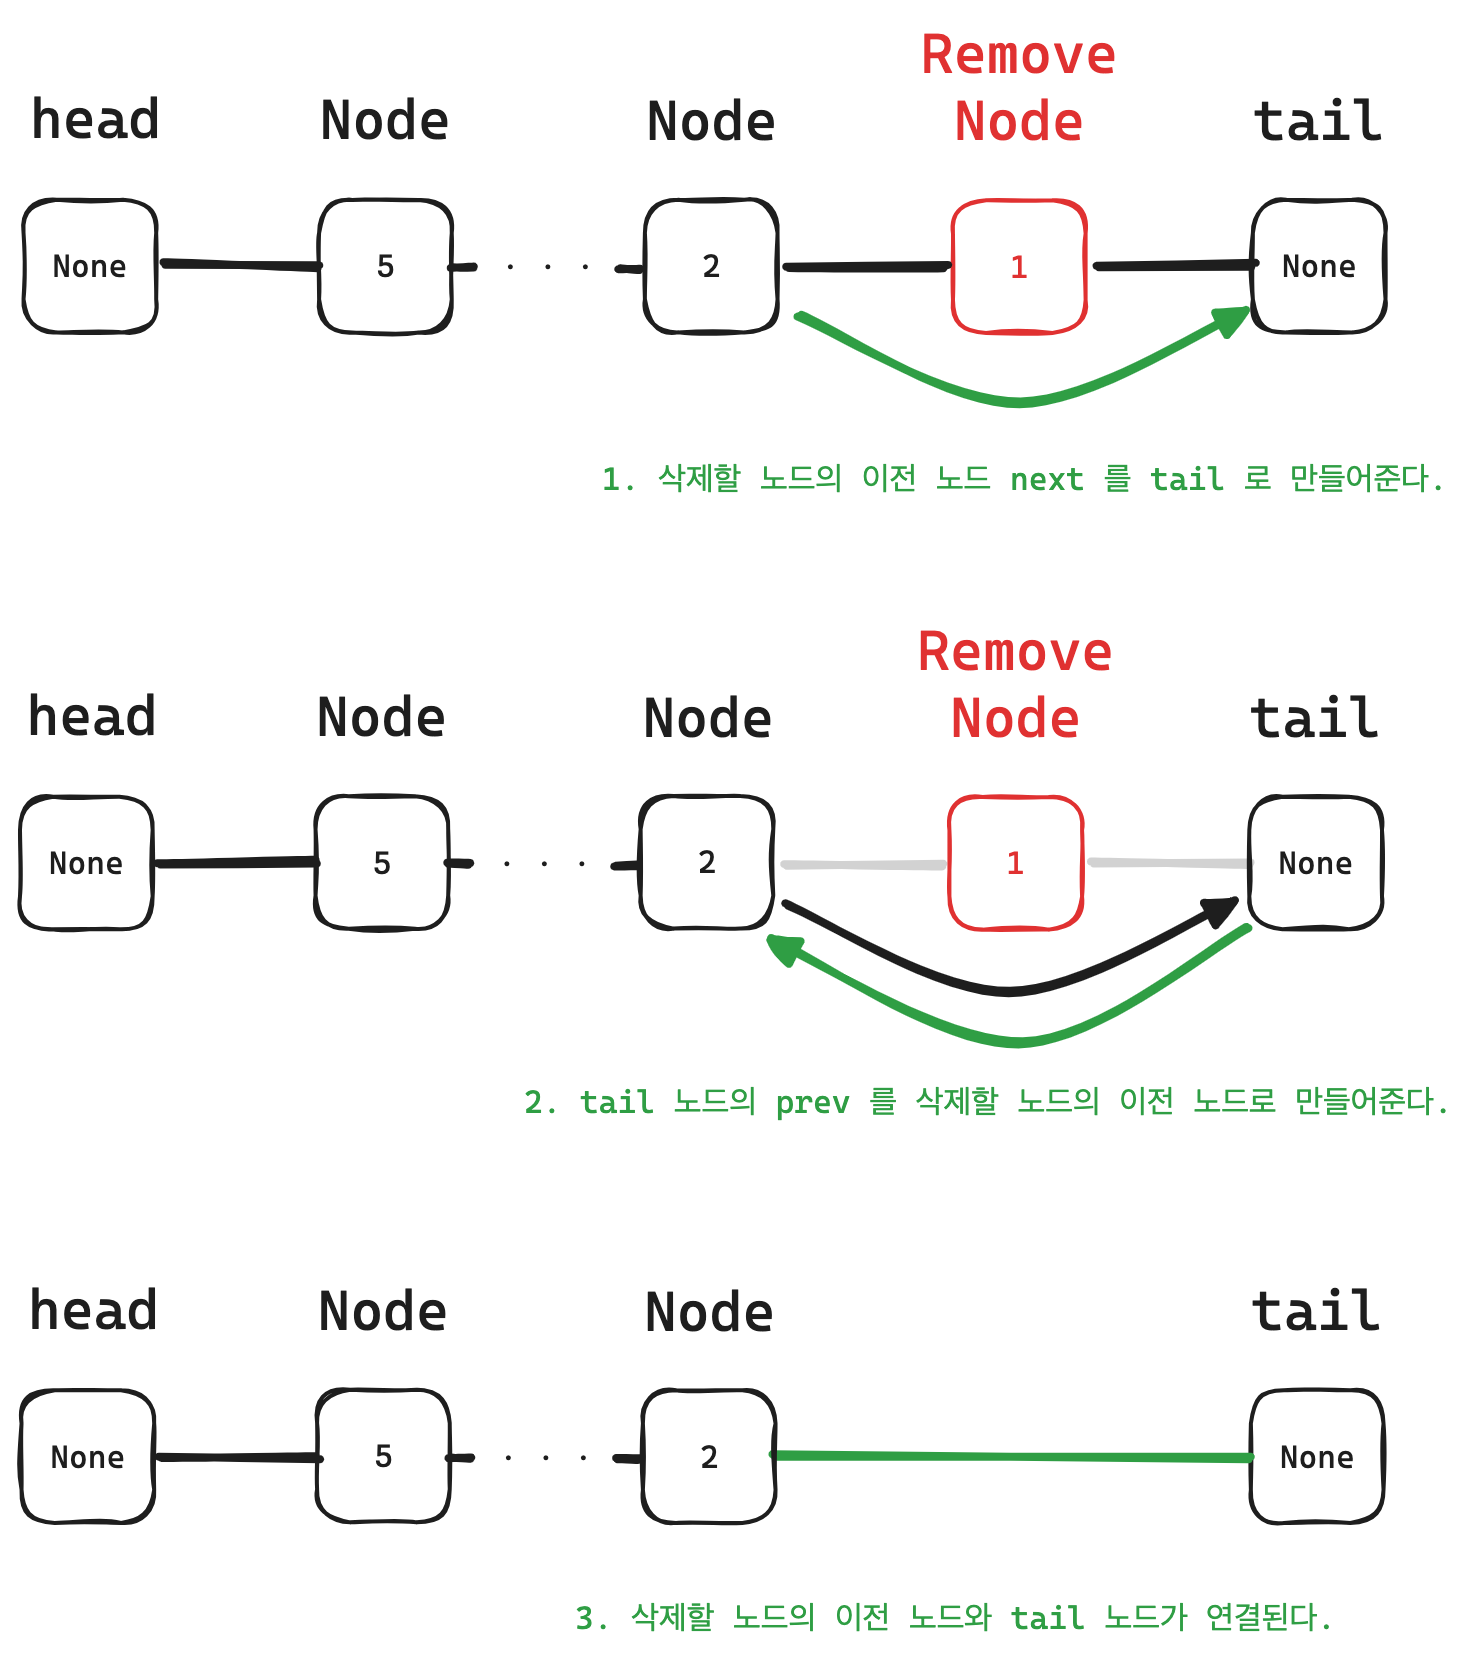 Remove
head Node Node Node tail
None 5 . . . 2 1 None
1. 삭제할 노드의 이전 노드 next 를 tail 로 만들어준다.
Remove
head Node Node Node tail
None 5 . . . 2 1 None
2. tail 노드의 prev 를 삭제할 노드의 이전 노드로 만들어준다.
head Node Node tail
None 5 . . . 2 None
3. 삭제할 노드의 이전 노드와 tail 노드가 연결된다.